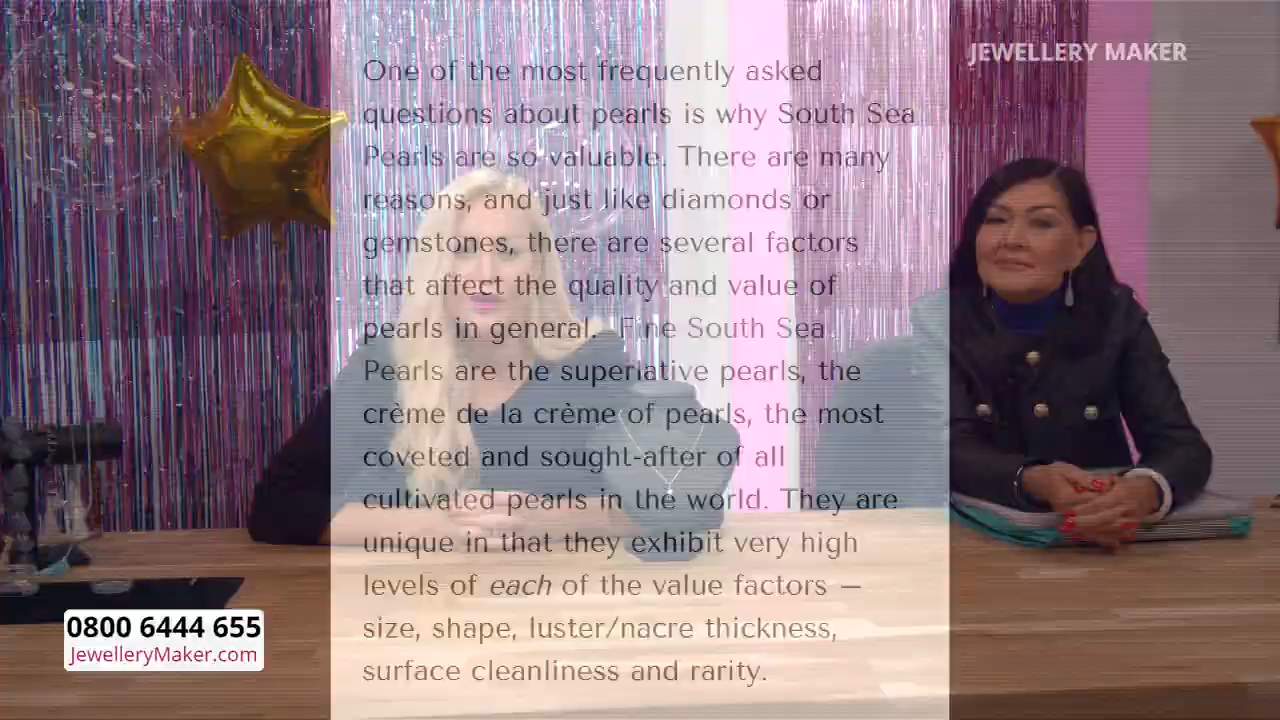 JEWELLERY MAKER
One of the most frequently asked
questions about pearls is why South Sea
Pearls are so valuable. There are many
reasons, and just like diamonds or
gemstones, there are several factors
that affect the quality and value of
pearls in general. Fine South Sea
Pearls are the superlative pearls, the
crème de la crème of pearls, the most
coveted and sought-after of all
cultivated pearls in the world. They are
unique in that they exhibit very high
levels of each of the value factors —
size, shape, luster/nacre thickness,
surface cleanliness and rarity.
0800 6444 655
JewelleryMaker.com